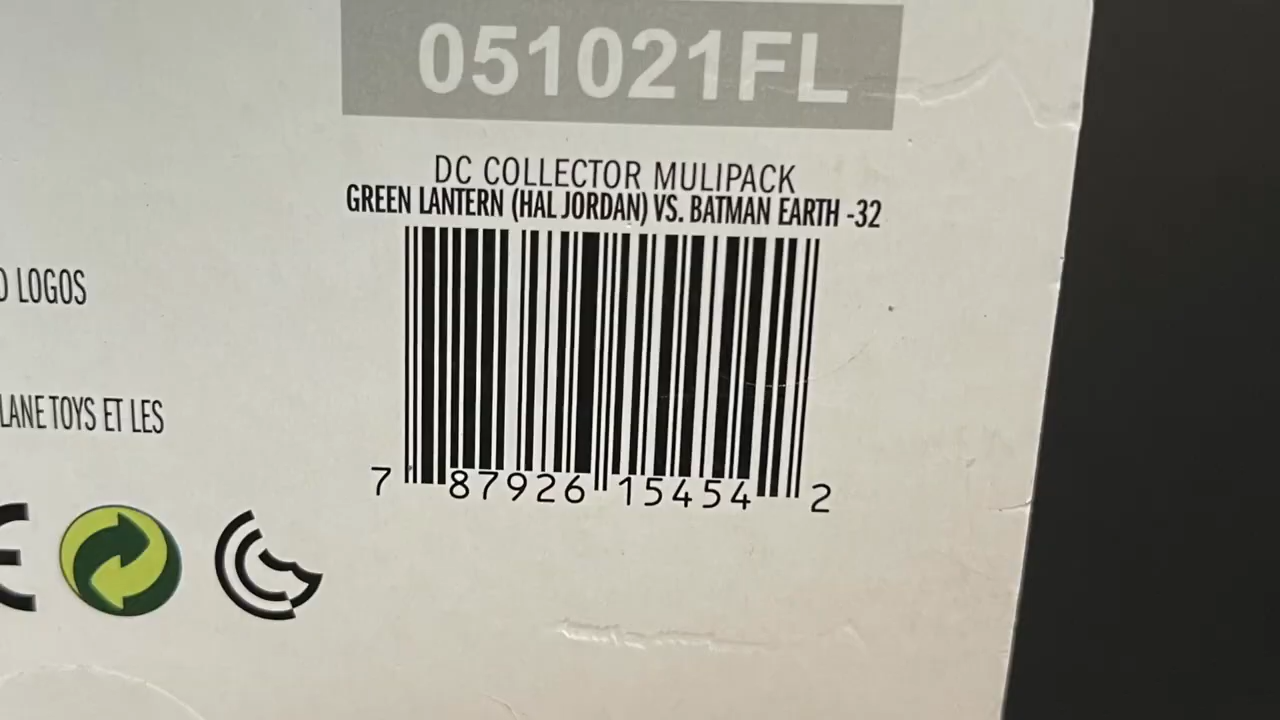 051021FL
DC COLLECTOR MULIPACK
GREEN LANTERN (HAL JORDAN) VS. BATMAN EARTH -32
LOGOS
LANE TOYS ET LES
7 87926 15454 2